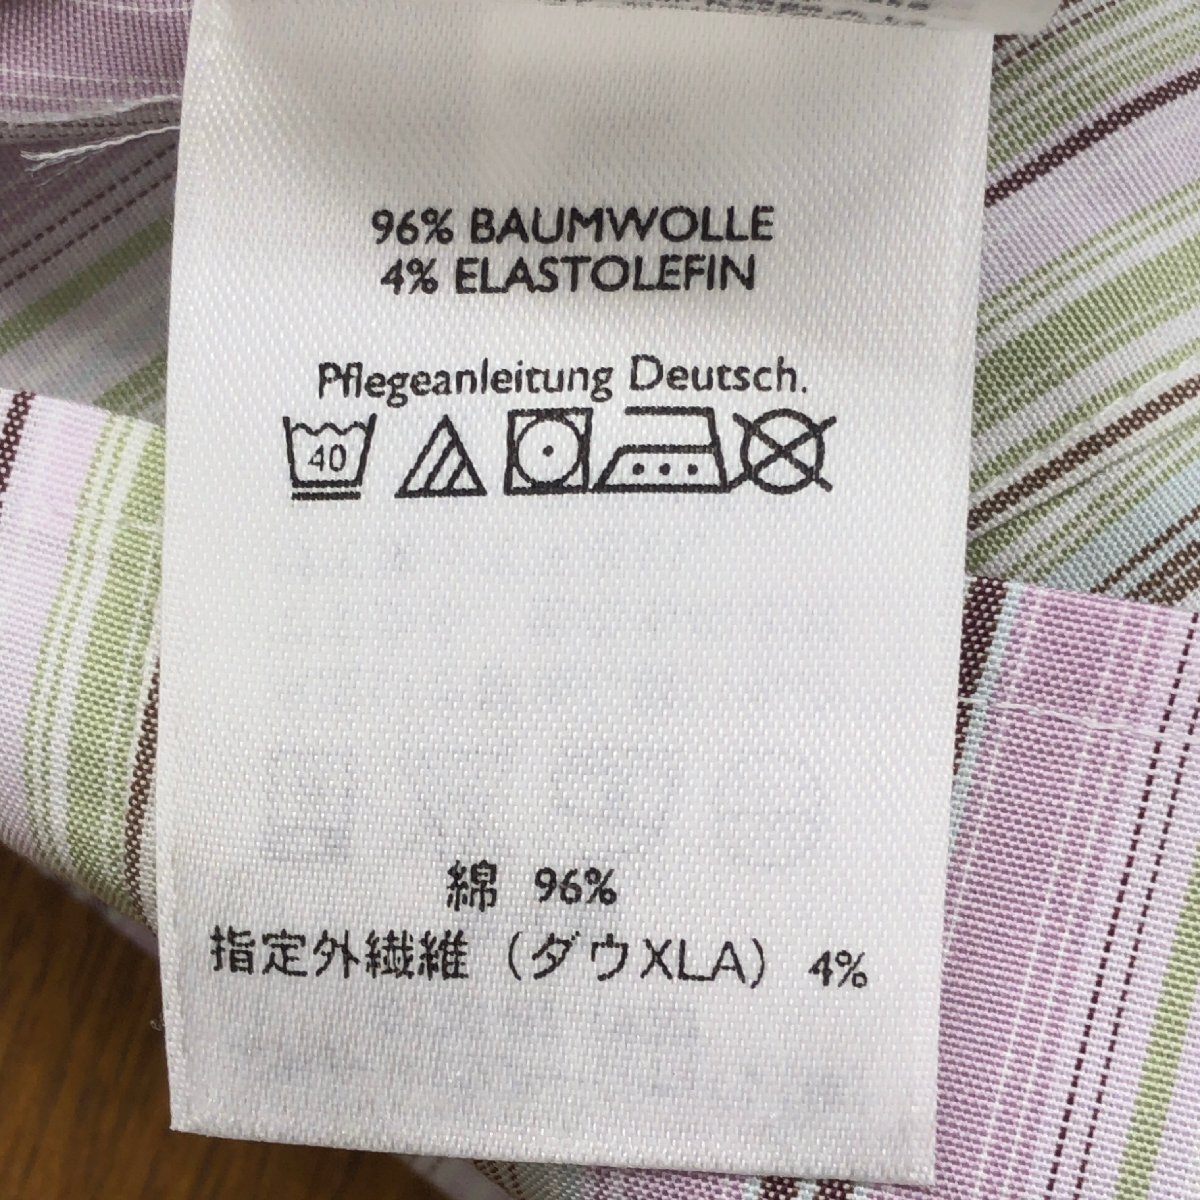 96% BAUMWOLLE
4% ELASTOLEFIN
Pflegeanleitung Deutsch.
40
綿 96%
指定外繊維（ダウXLA） 4%